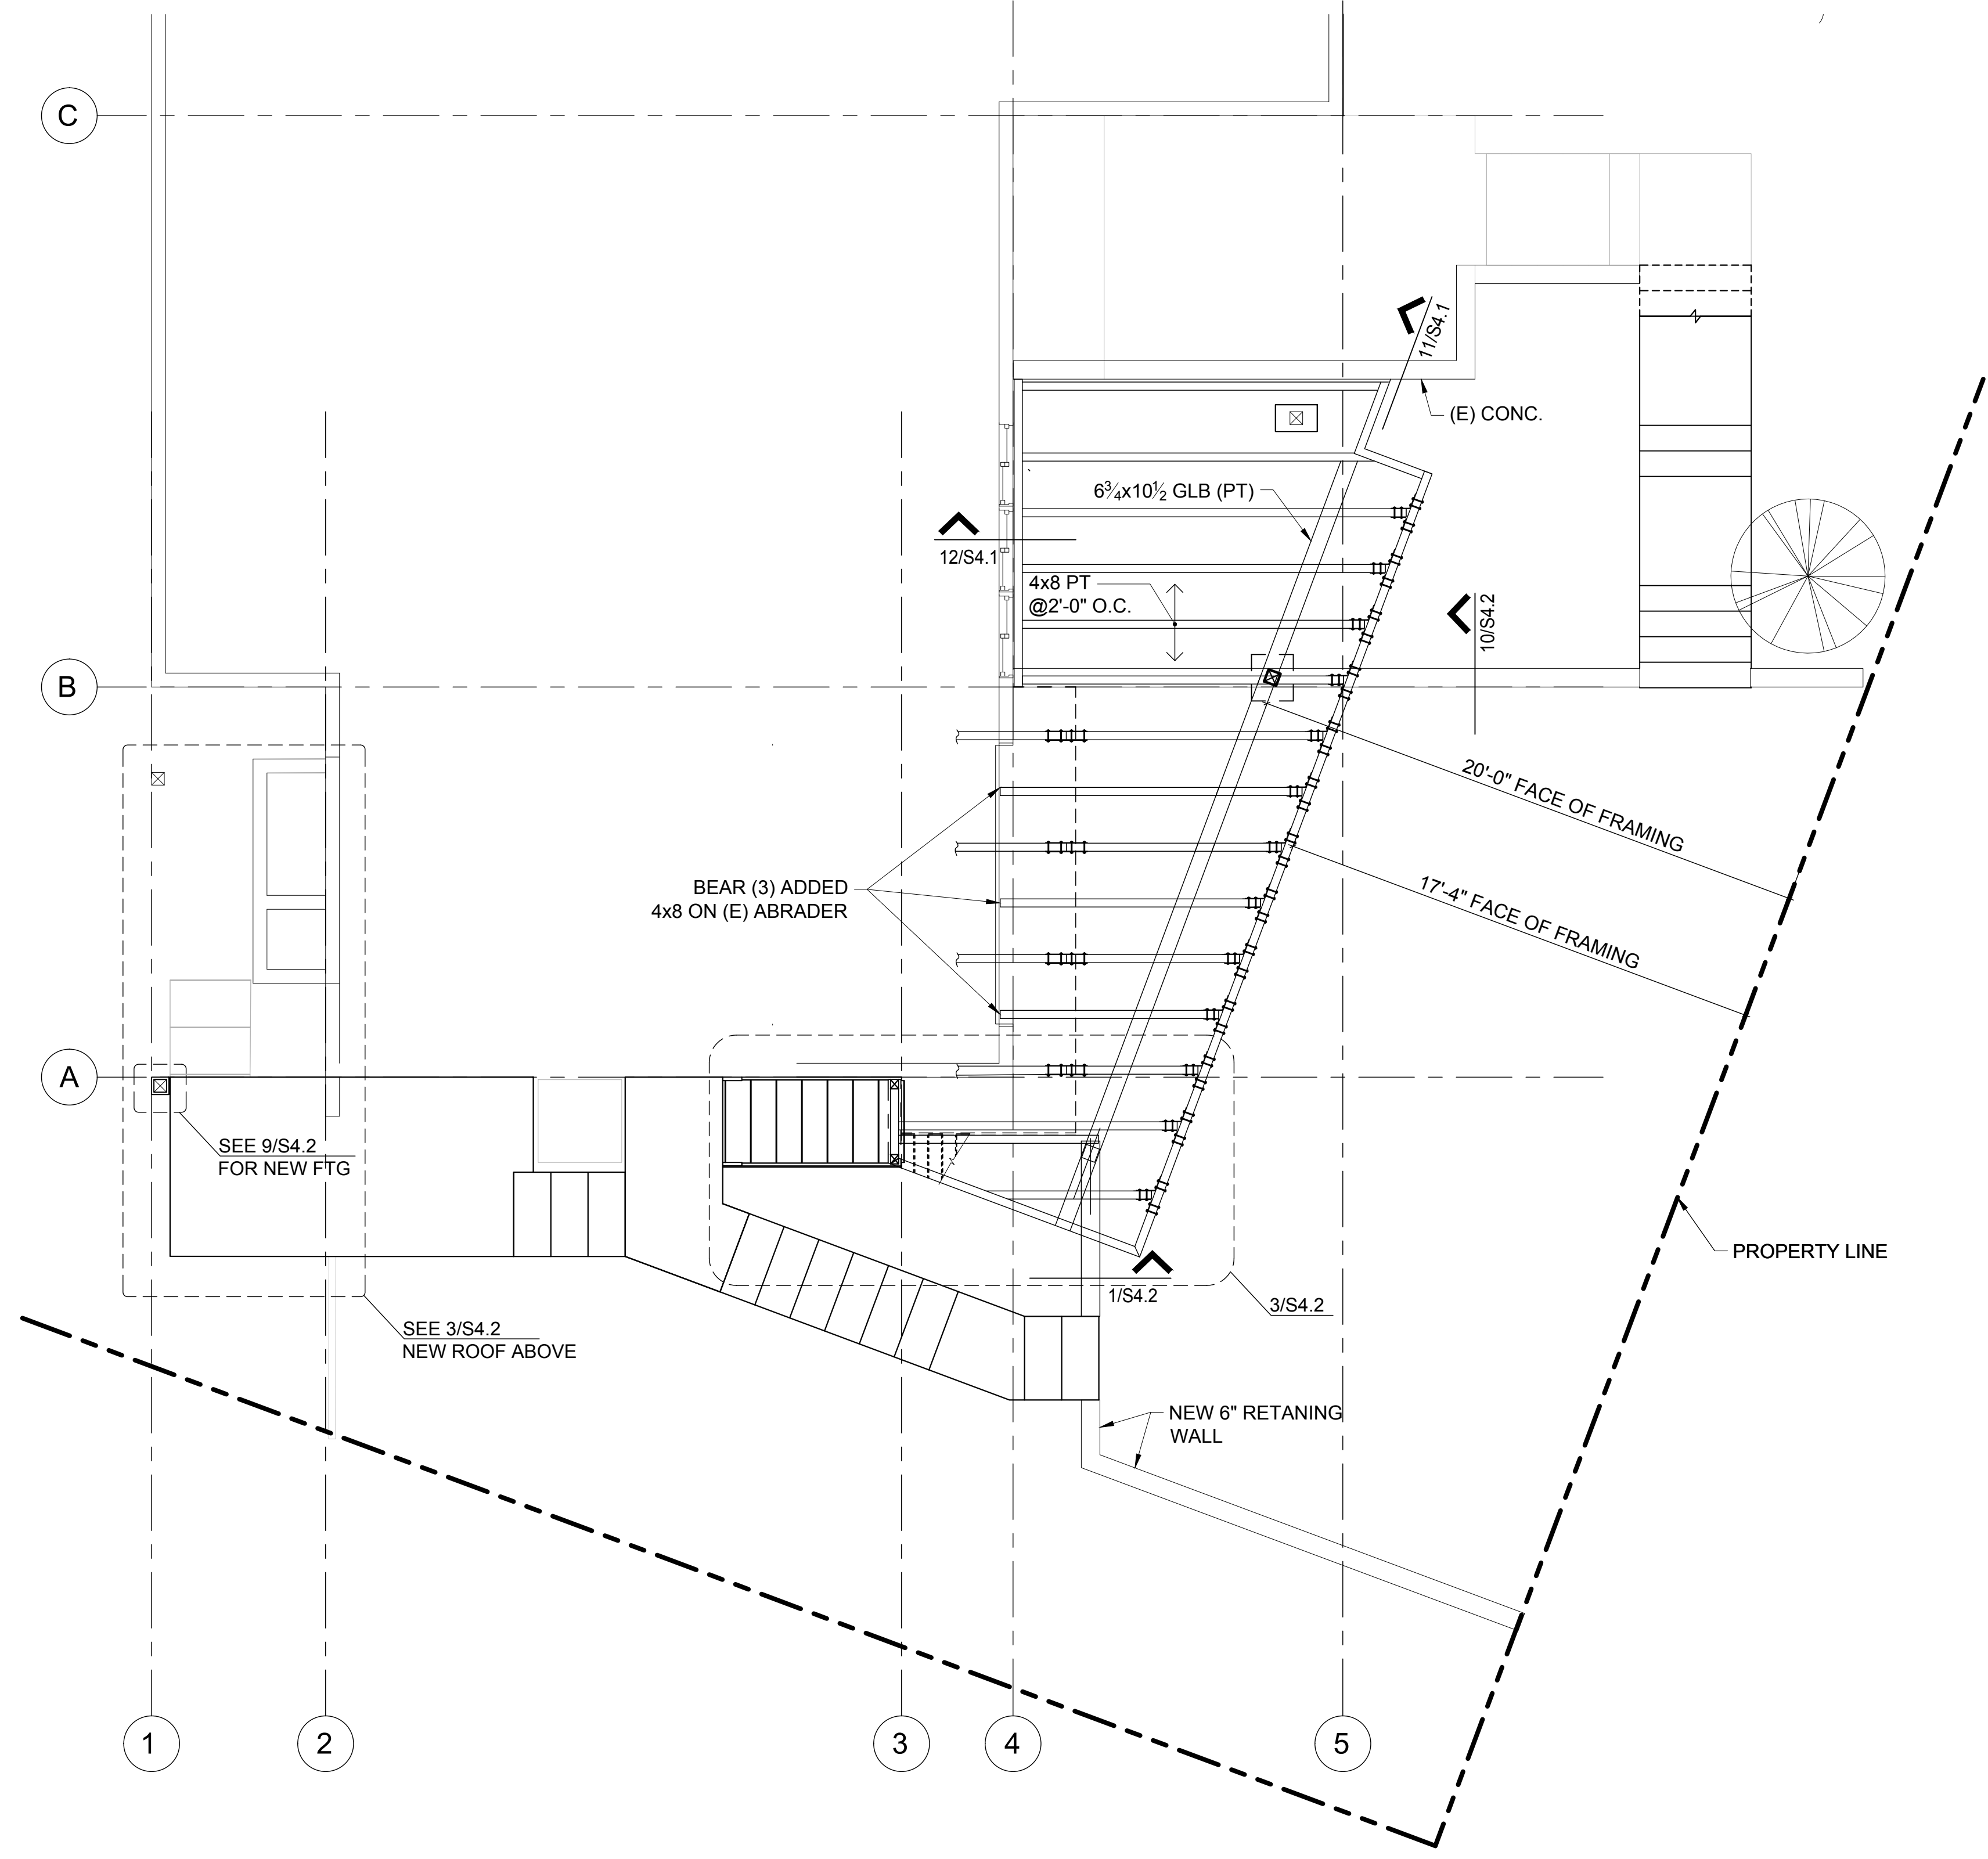 C
11/S4.1
(E) CONC.
6¾x10½ GLB (PT)
12/S4.1
4x8 PT
@2'-0" O.C.
10/S4.2
B
20'-0" FACE OF FRAMING
17'-4" FACE OF FRAMING
BEAR (3) ADDED
4x8 ON (E) ABRADER
A
SEE 9/S4.2
FOR NEW FTG
PROPERTY LINE
1/S4.2
3/S4.2
SEE 3/S4.2
NEW ROOF ABOVE
NEW 6" RETANING
WALL
1
2
3
4
5